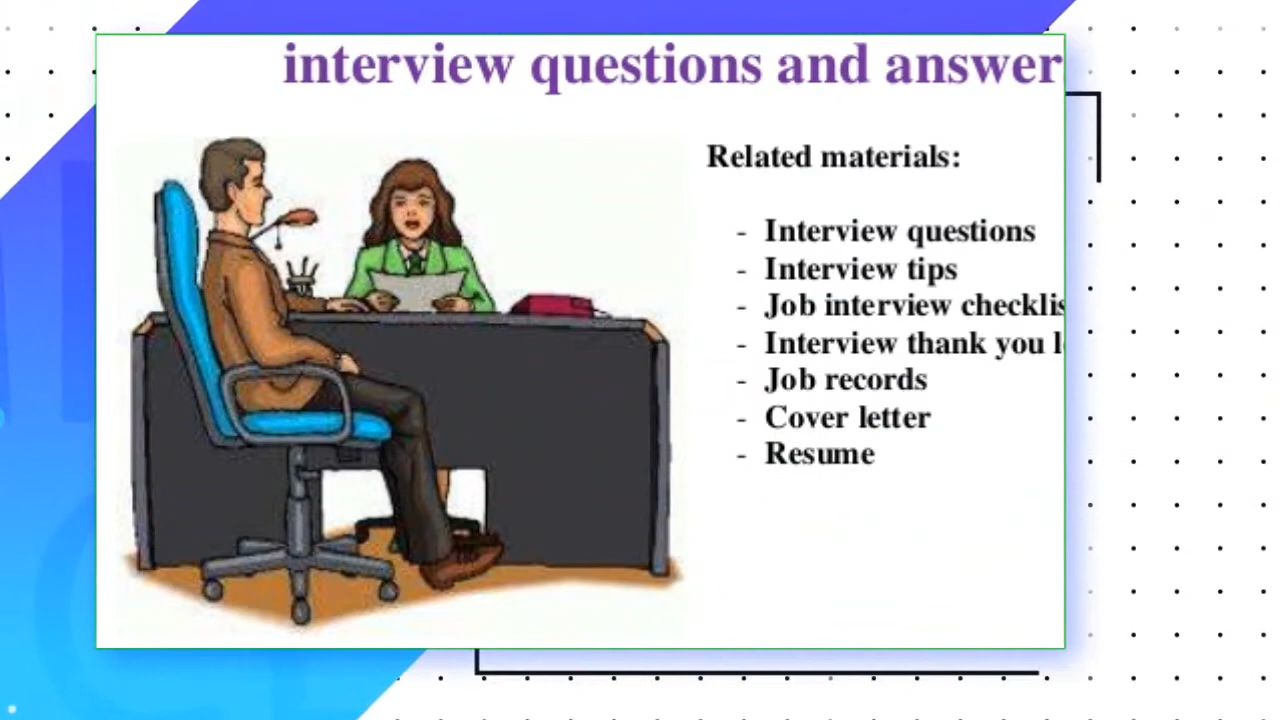 interview questions and answer
Related materials:
- Interview questions
- Interview tips
- Job interview checklis
- Interview thank you l
- Job records
- Cover letter
- Resume